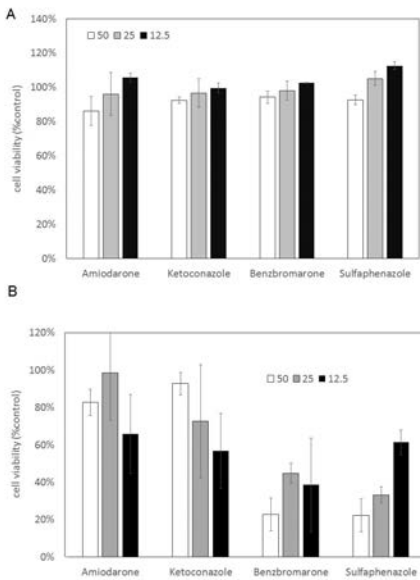 A
140%
50 25 12.5
120%
100%
80%
60%
40%
20%
0%
cell viability (%control)
Amiodarone Ketoconazole Benzbromarone Sulfaphenazole
B
120%
100%
50 25 12.5
80%
60%
40%
20%
0%
cell viability (%control)
Amiodarone Ketoconazole Benzbromarone Sulfaphenazole